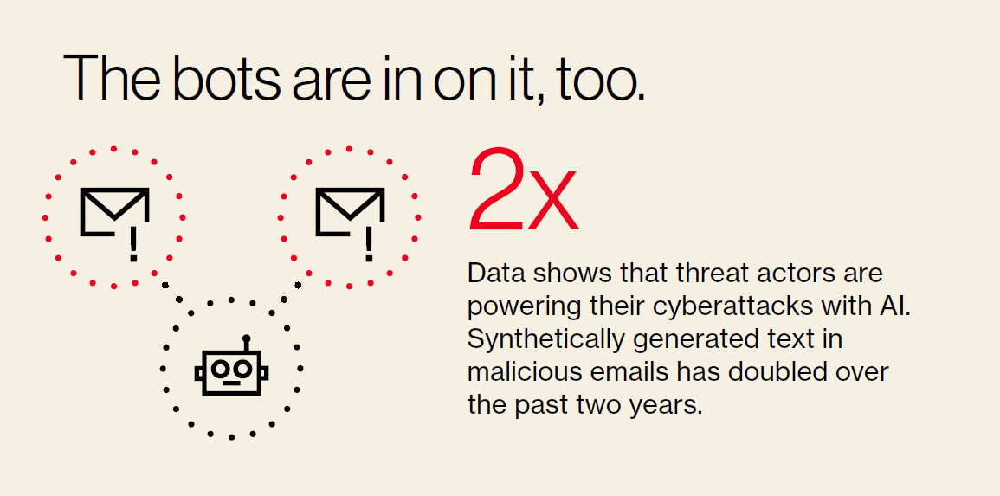 The bots are in on it, too.
2x
Data shows that threat actors are
powering their cyberattacks with AI.
Synthetically generated text in
malicious emails has doubled over
the past two years.